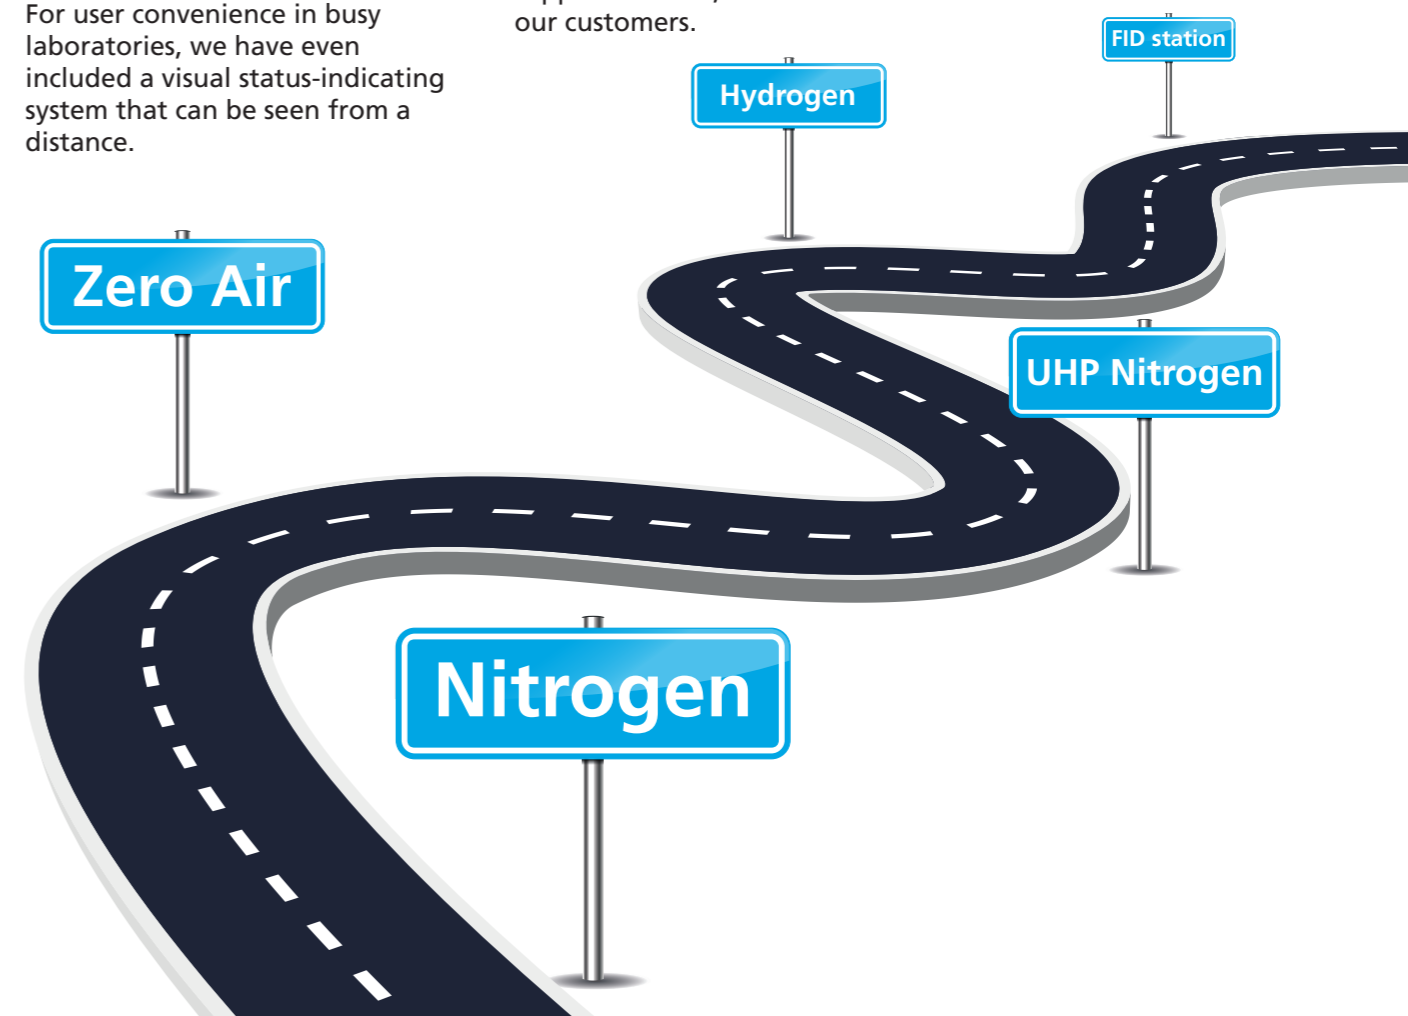 For user convenience in busy
laboratories, we have even
included a visual status-indicating
system that can be seen from a
distance.
our customers.
FID station
Hydrogen
Zero Air
UHP Nitrogen
Nitrogen